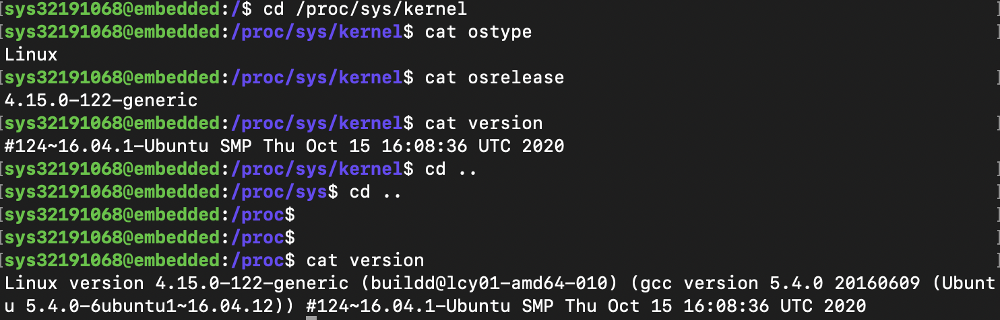 sys32191068@embedded:/$ cd /proc/sys/kernel
sys32191068@embedded:/proc/sys/kernel$ cat ostype
Linux
sys32191068@embedded:/proc/sys/kernel$ cat osrelease
4.15.0-122-generic
sys32191068@embedded:/proc/sys/kernel$ cat version
#124~16.04.1-Ubuntu SMP Thu Oct 15 16:08:36 UTC 2020
sys32191068@embedded:/proc/sys/kernel$ cd ..
sys32191068@embedded:/proc/sys$ cd ..
sys32191068@embedded:/proc$
sys32191068@embedded:/proc$
sys32191068@embedded:/proc$ cat version
Linux version 4.15.0-122-generic (buildd@lcy01-amd64-010) (gcc version 5.4.0 20160609 (Ubunt
u 5.4.0-6ubuntu1~16.04.12)) #124~16.04.1-Ubuntu SMP Thu Oct 15 16:08:36 UTC 2020